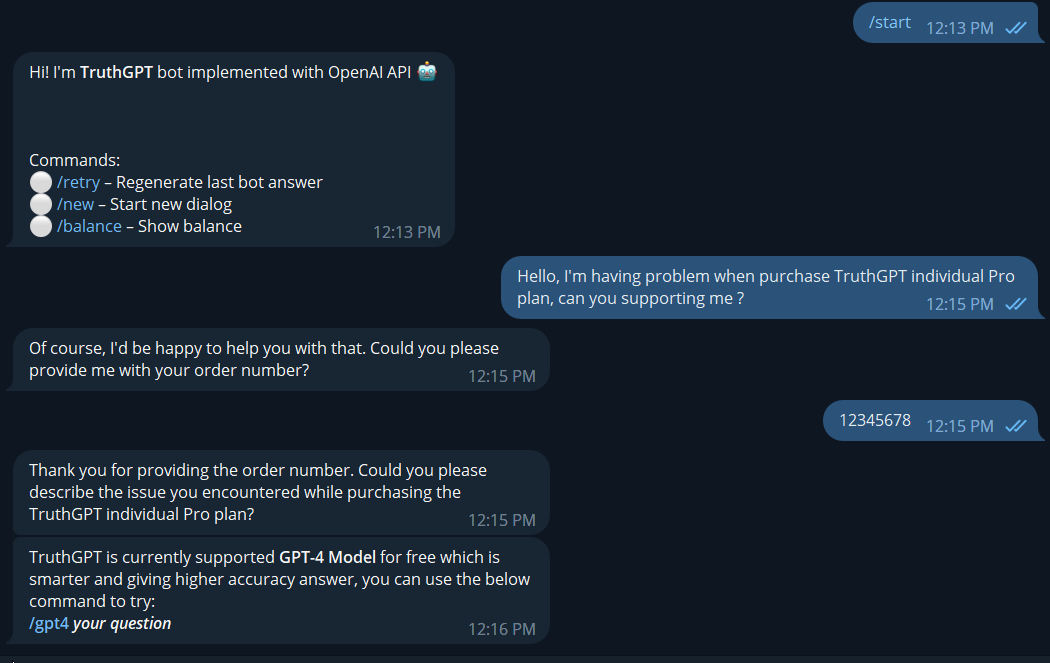 /start 12:13 PM
Hi! I'm TruthGPT bot implemented with OpenAI API
Commands:
/retry – Regenerate last bot answer
/new – Start new dialog
/balance – Show balance 12:13 PM
Hello, I'm having problem when purchase TruthGPT individual Pro
plan, can you supporting me ? 12:15 PM
Of course, I'd be happy to help you with that. Could you please
provide me with your order number? 12:15 PM
12345678 12:15 PM
Thank you for providing the order number. Could you please
describe the issue you encountered while purchasing the
TruthGPT individual Pro plan? 12:15 PM
TruthGPT is currently supported GPT-4 Model for free which is
smarter and giving higher accuracy answer, you can use the below
command to try:
/gpt4 your question 12:16 PM